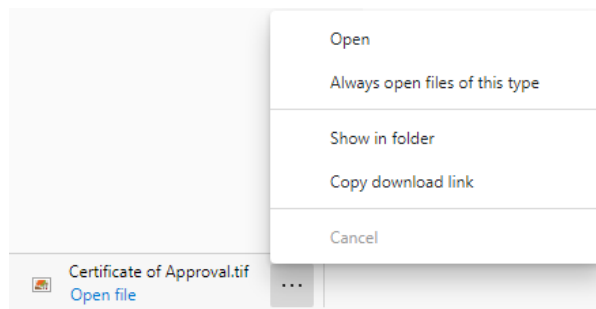 Open
Always open files of this type
Show in folder
Copy download link
Cancel
Certificate of Approval.tif
Open file
...